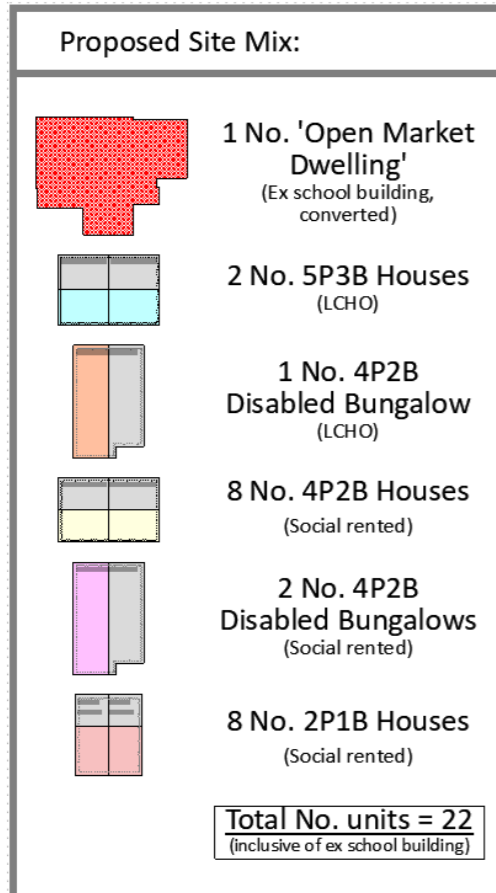 Proposed Site Mix:
1 No. 'Open Market
Dwelling'
(Ex school building,
converted)
2 No. 5P3B Houses
(LCHO)
1 No. 4P2B
Disabled Bungalow
(LCHO)
8 No. 4P2B Houses
(Social rented)
2 No. 4P2B
Disabled Bungalows
(Social rented)
8 No. 2P1B Houses
(Social rented)
Total No. units = 22
(inclusive of ex school building)